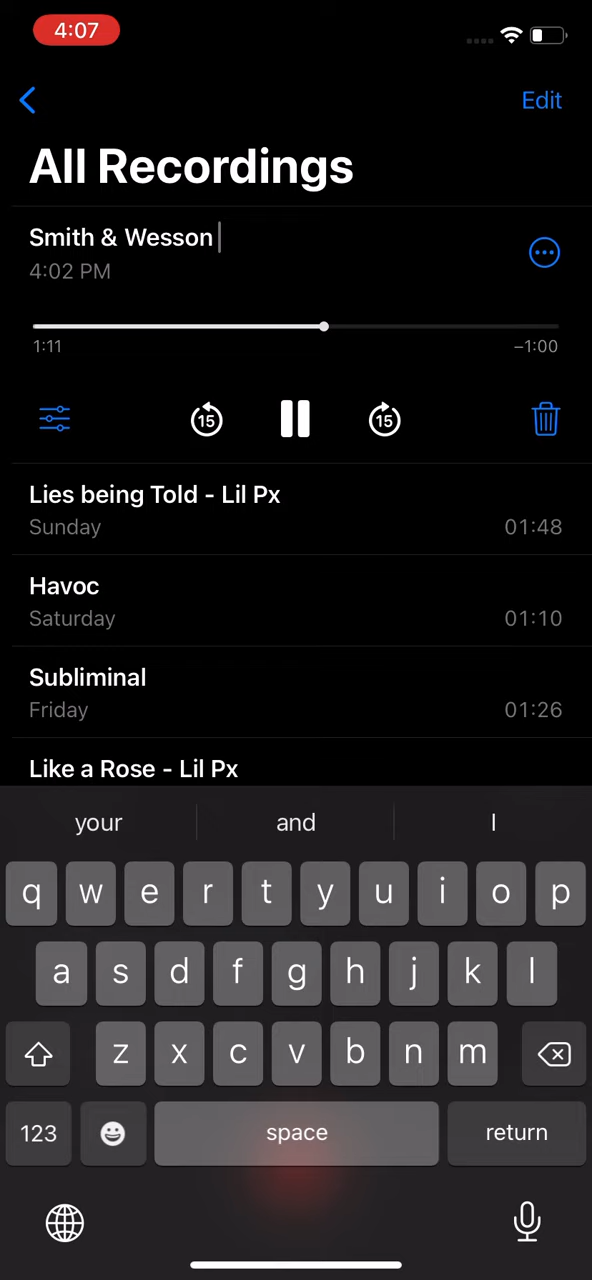 4:07
Edit
All Recordings
Smith & Wesson
4:02 PM
1:11 –1:00
15 15
Lies being Told - Lil Px
Sunday 01:48
Havoc
Saturday 01:10
Subliminal
Friday 01:26
Like a Rose - Lil Px
your and I
q w e r t y u i o p
a s d f g h j k l
z x c v b n m
123 space return